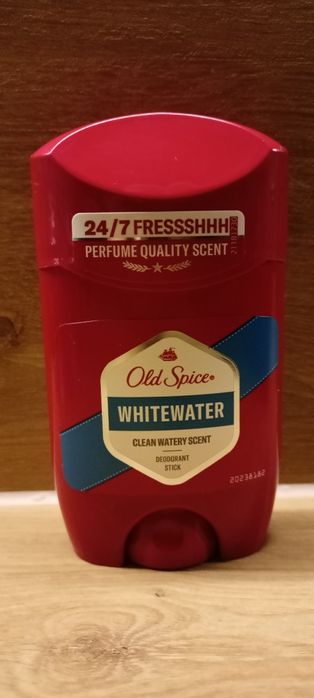 24/7 FRESSSHHH
PERFUME QUALITY SCENT
Old Spice
WHITEWATER
CLEAN WATERY SCENT
DEODORANT
STICK